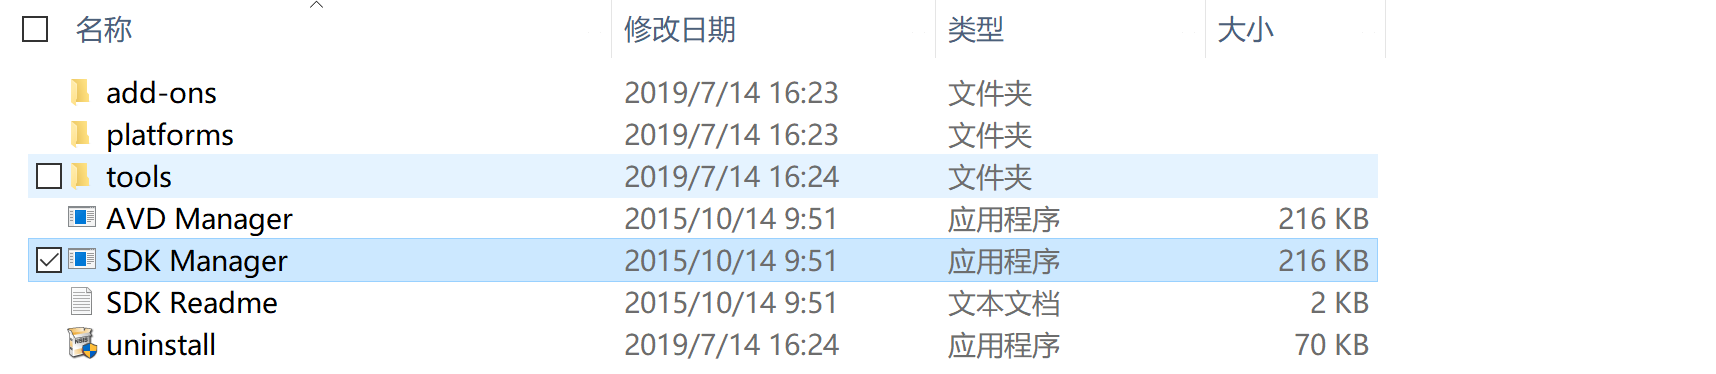 名称 修改日期 类型 大小
add-ons 2019/7/14 16:23 文件夹
platforms 2019/7/14 16:23 文件夹
tools 2019/7/14 16:24 文件夹
AVD Manager 2015/10/14 9:51 应用程序 216 KB
SDK Manager 2015/10/14 9:51 应用程序 216 KB
SDK Readme 2015/10/14 9:51 文本文档 2 KB
uninstall 2019/7/14 16:24 应用程序 70 KB